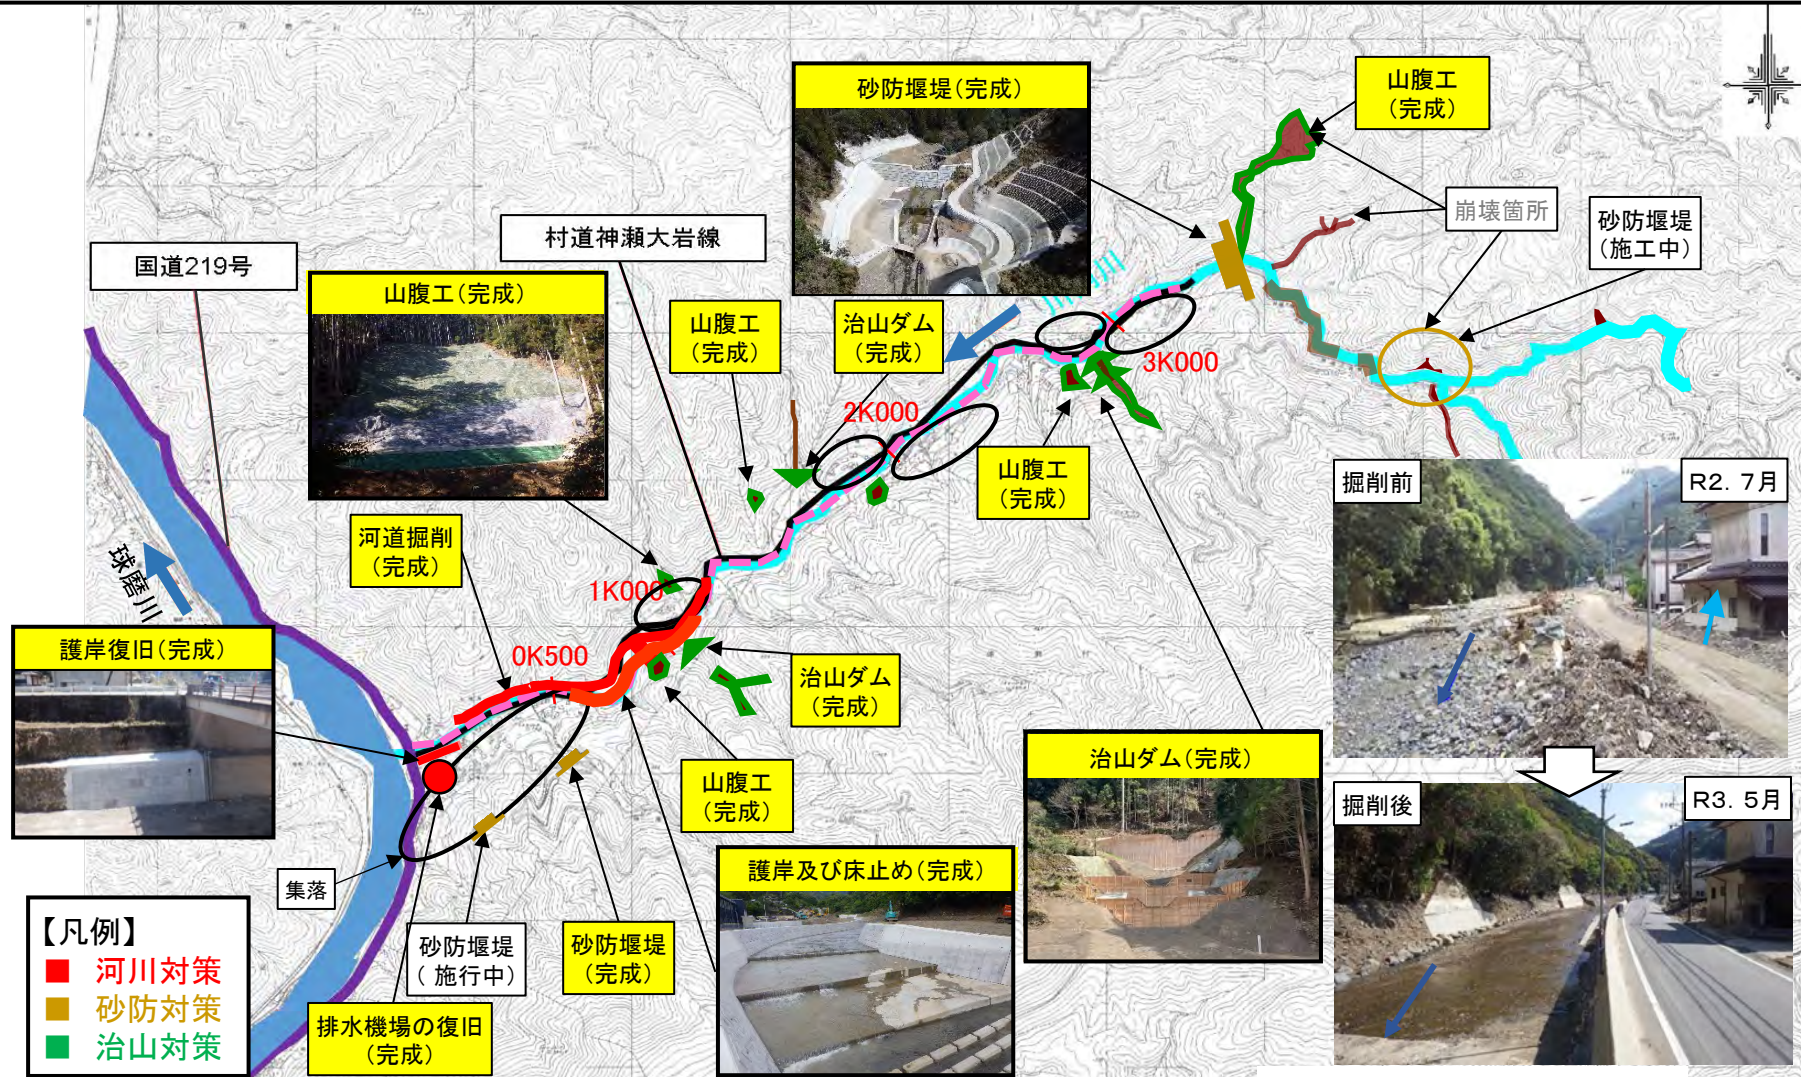 砂防堰堤(完成)
山腹工
(完成)
崩壊箇所
砂防堰堤
(施工中)
村道神瀬大岩線
国道219号
山腹工(完成)
山腹工
(完成)
治山ダム
(完成)
3K000
2K000
山腹工
(完成)
掘削前
R2. 7月
河道掘削
(完成)
球磨川
1K000
護岸復旧(完成)
0K500
治山ダム
(完成)
山腹工
(完成)
治山ダム(完成)
掘削後
R3. 5月
護岸及び床止め(完成)
集落
【凡例】
河川対策
砂防対策
治山対策
砂防堰堤
( 施行中)
砂防堰堤
(完成)
排水機場の復旧
(完成)